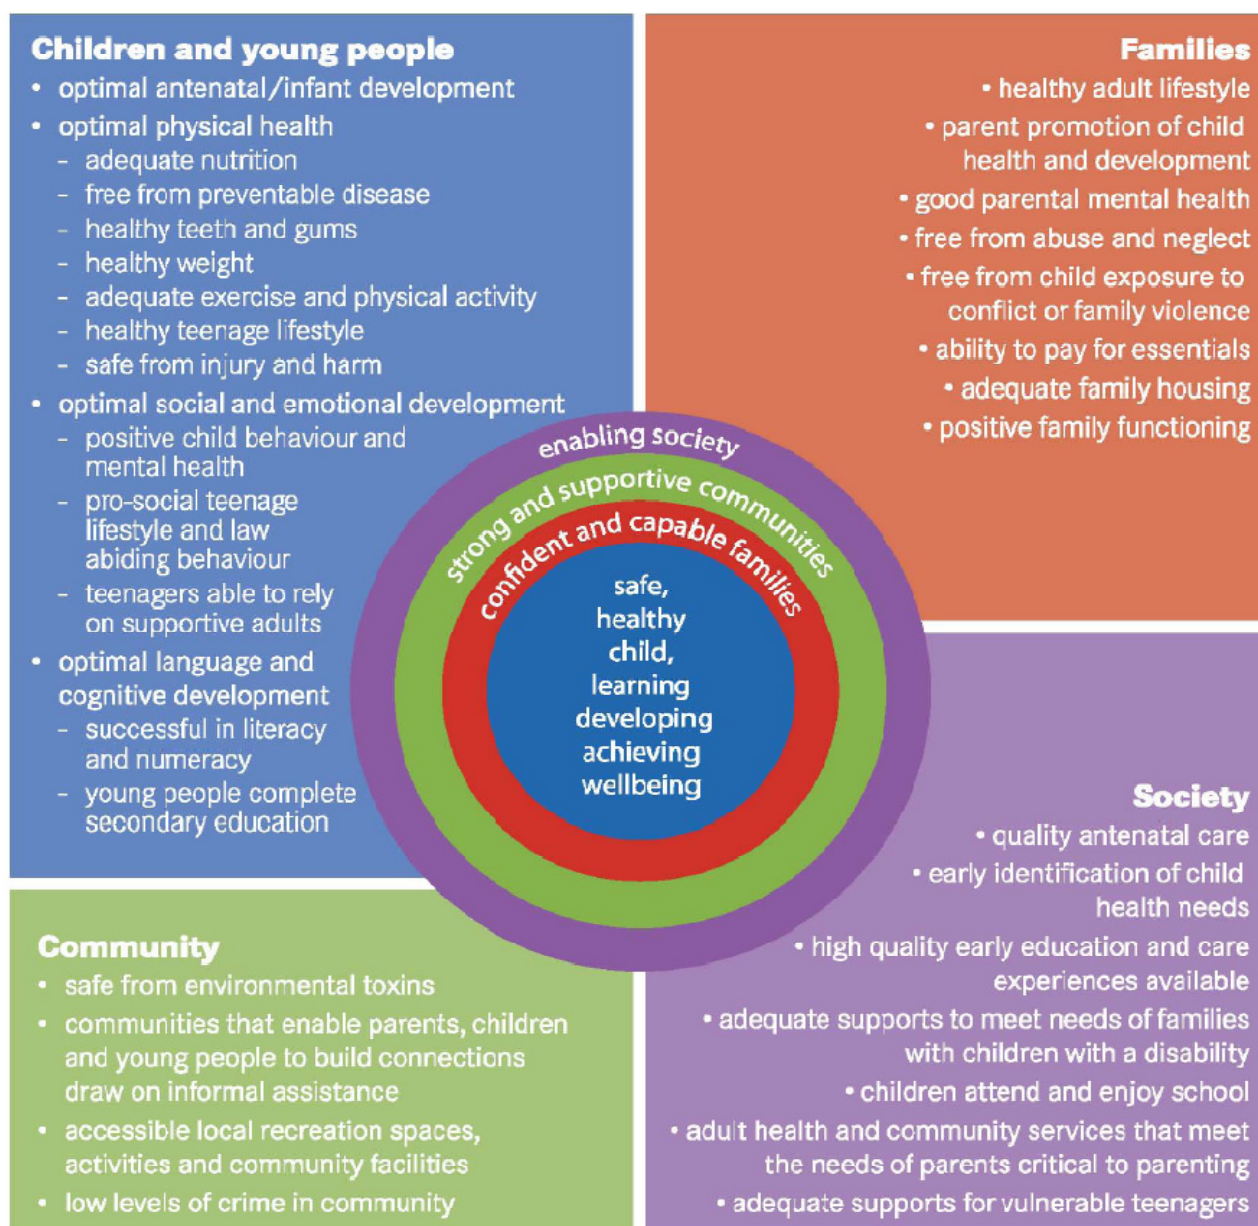 Children and young people
• optimal antenatal/infant development
• optimal physical health
- adequate nutrition
- free from preventable disease
- healthy teeth and gums
- healthy weight
- adequate exercise and physical activity
- healthy teenage lifestyle
- safe from injury and harm
• optimal social and emotional development
- positive child behaviour and
mental health
- pro-social teenage
lifestyle and law
abiding behaviour
- teenagers able to rely
on supportive adults
• optimal language and
cognitive development
- successful in literacy
and numeracy
- young people complete
secondary education
Families
• healthy adult lifestyle
• parent promotion of child
health and development
• good parental mental health
• free from abuse and neglect
• free from child exposure to
conflict or family violence
• ability to pay for essentials
• adequate family housing
• positive family functioning
enabling society
strong and supportive communities
confident and capable families
safe,
healthy
child,
learning
developing
achieving
wellbeing
Community
• safe from environmental toxins
• communities that enable parents, children
and young people to build connections
draw on informal assistance
• accessible local recreation spaces,
activities and community facilities
• low levels of crime in community
Society
• quality antenatal care
• early identification of child
health needs
• high quality early education and care
experiences available
• adequate supports to meet needs of families
with children with a disability
• children attend and enjoy school
• adult health and community services that meet
the needs of parents critical to parenting
• adequate supports for vulnerable teenagers